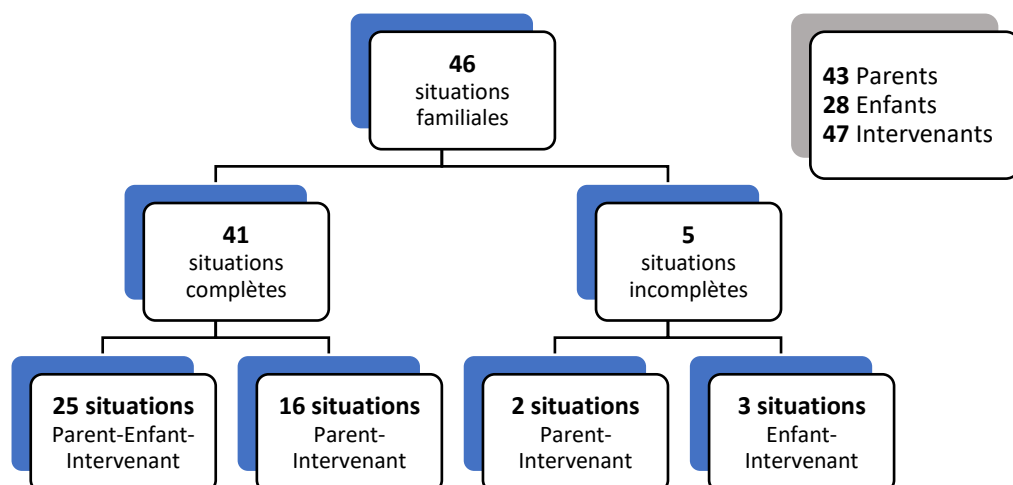 46
situations
familiales
43 Parents
28 Enfants
47 Intervenants
41
situations
complètes
5
situations
incomplètes
25 situations
Parent-Enfant-
Intervenant
16 situations
Parent-
Intervenant
2 situations
Parent-
Intervenant
3 situations
Enfant-
Intervenant